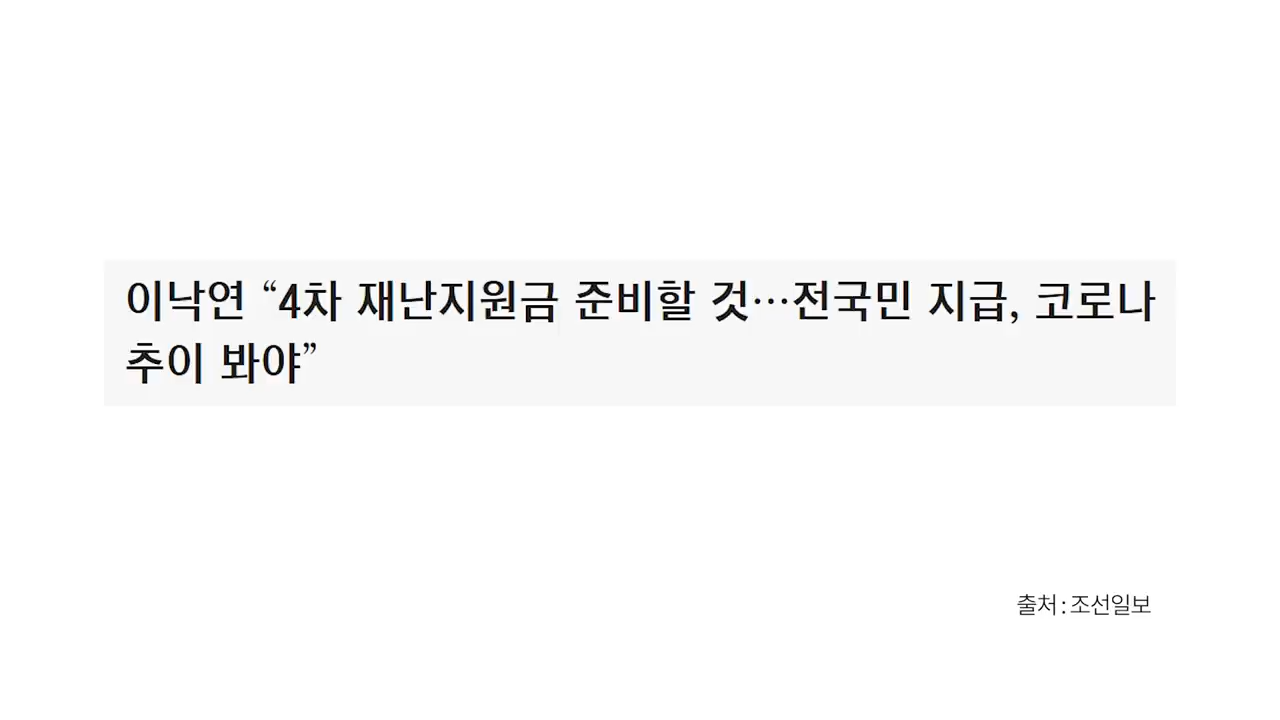 이낙연 “4차 재난지원금 준비할 것…전국민 지급, 코로나
추이 봐야”
출처 : 조선일보